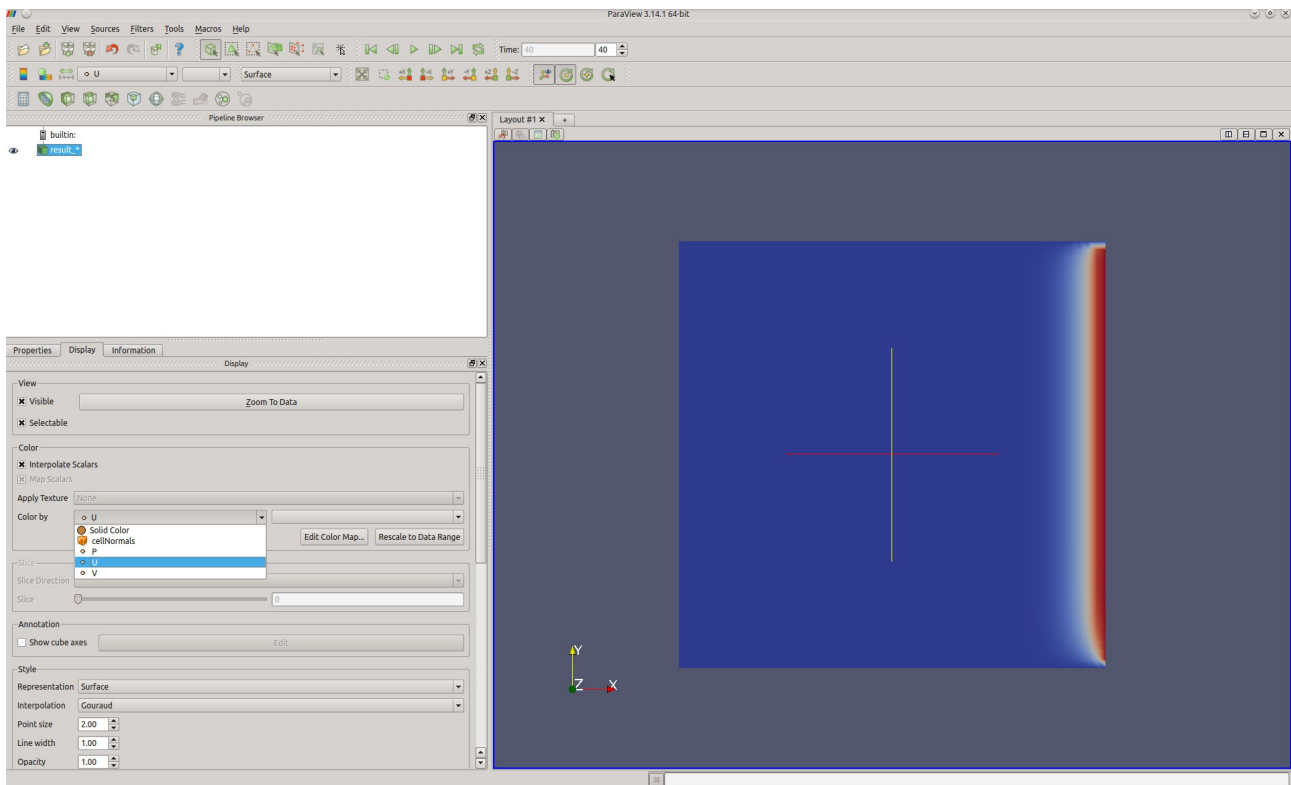 ParaView 3.14.1 64-bit
File Edit View Sources Filters Tools Macros Help
Time: 40 40
U Surface
Pipeline Browser
Layout #1
builtin:
result_*
Properties Display Information
Display
View
Visible Zoom To Data
Selectable
Color
Interpolate Scalars
Map Scalars
Apply Texture None
Color by U
Solid Color
cellNormals
Edit Color Map... Rescale to Data Range
P
U
V
Slice
Slice Direction
Slice 0
Annotation
Show cube axes Edit
Style
Representation Surface
Interpolation Gouraud
Point size 2.00
Line width 1.00
Opacity 1.00
Y
Z X